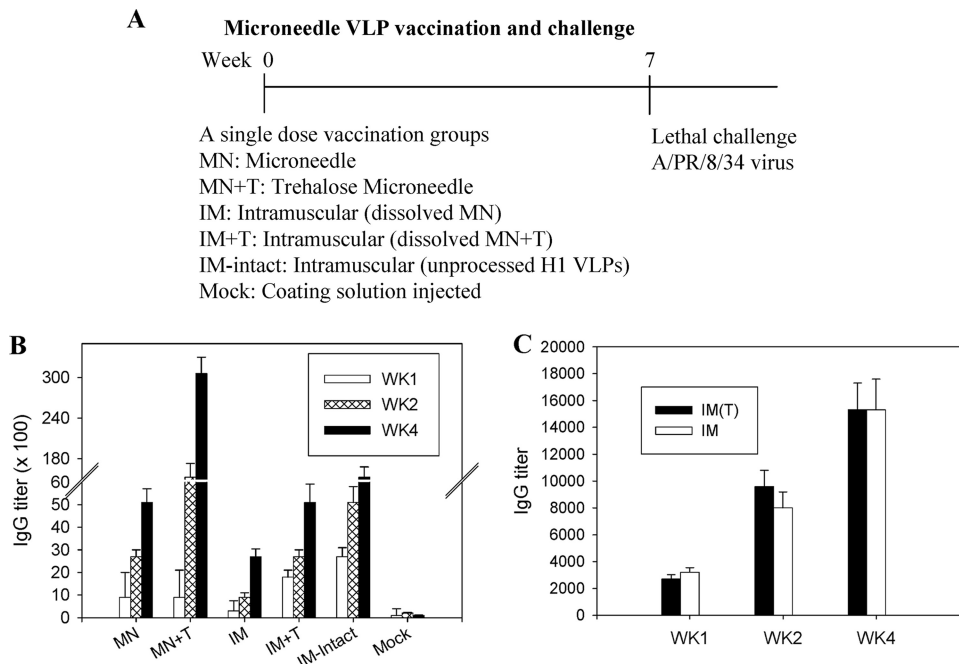 A
Microneedle VLP vaccination and challenge
Week 0 7
A single dose vaccination groups
MN: Microneedle
MN+T: Trehalose Microneedle
IM: Intramuscular (dissolved MN)
IM+T: Intramuscular (dissolved MN+T)
IM-intact: Intramuscular (unprocessed H1 VLPs)
Mock: Coating solution injected
Lethal challenge
A/PR/8/34 virus
B
IgG titer (x 100)
300
240
180
60
50
40
30
20
10
0
WK1
WK2
WK4
MN MN+T IM IM+T IM-Intact Mock
C
IgG titer
20000
18000
16000
14000
12000
10000
8000
6000
4000
2000
0
IM(T)
IM
WK1 WK2 WK4